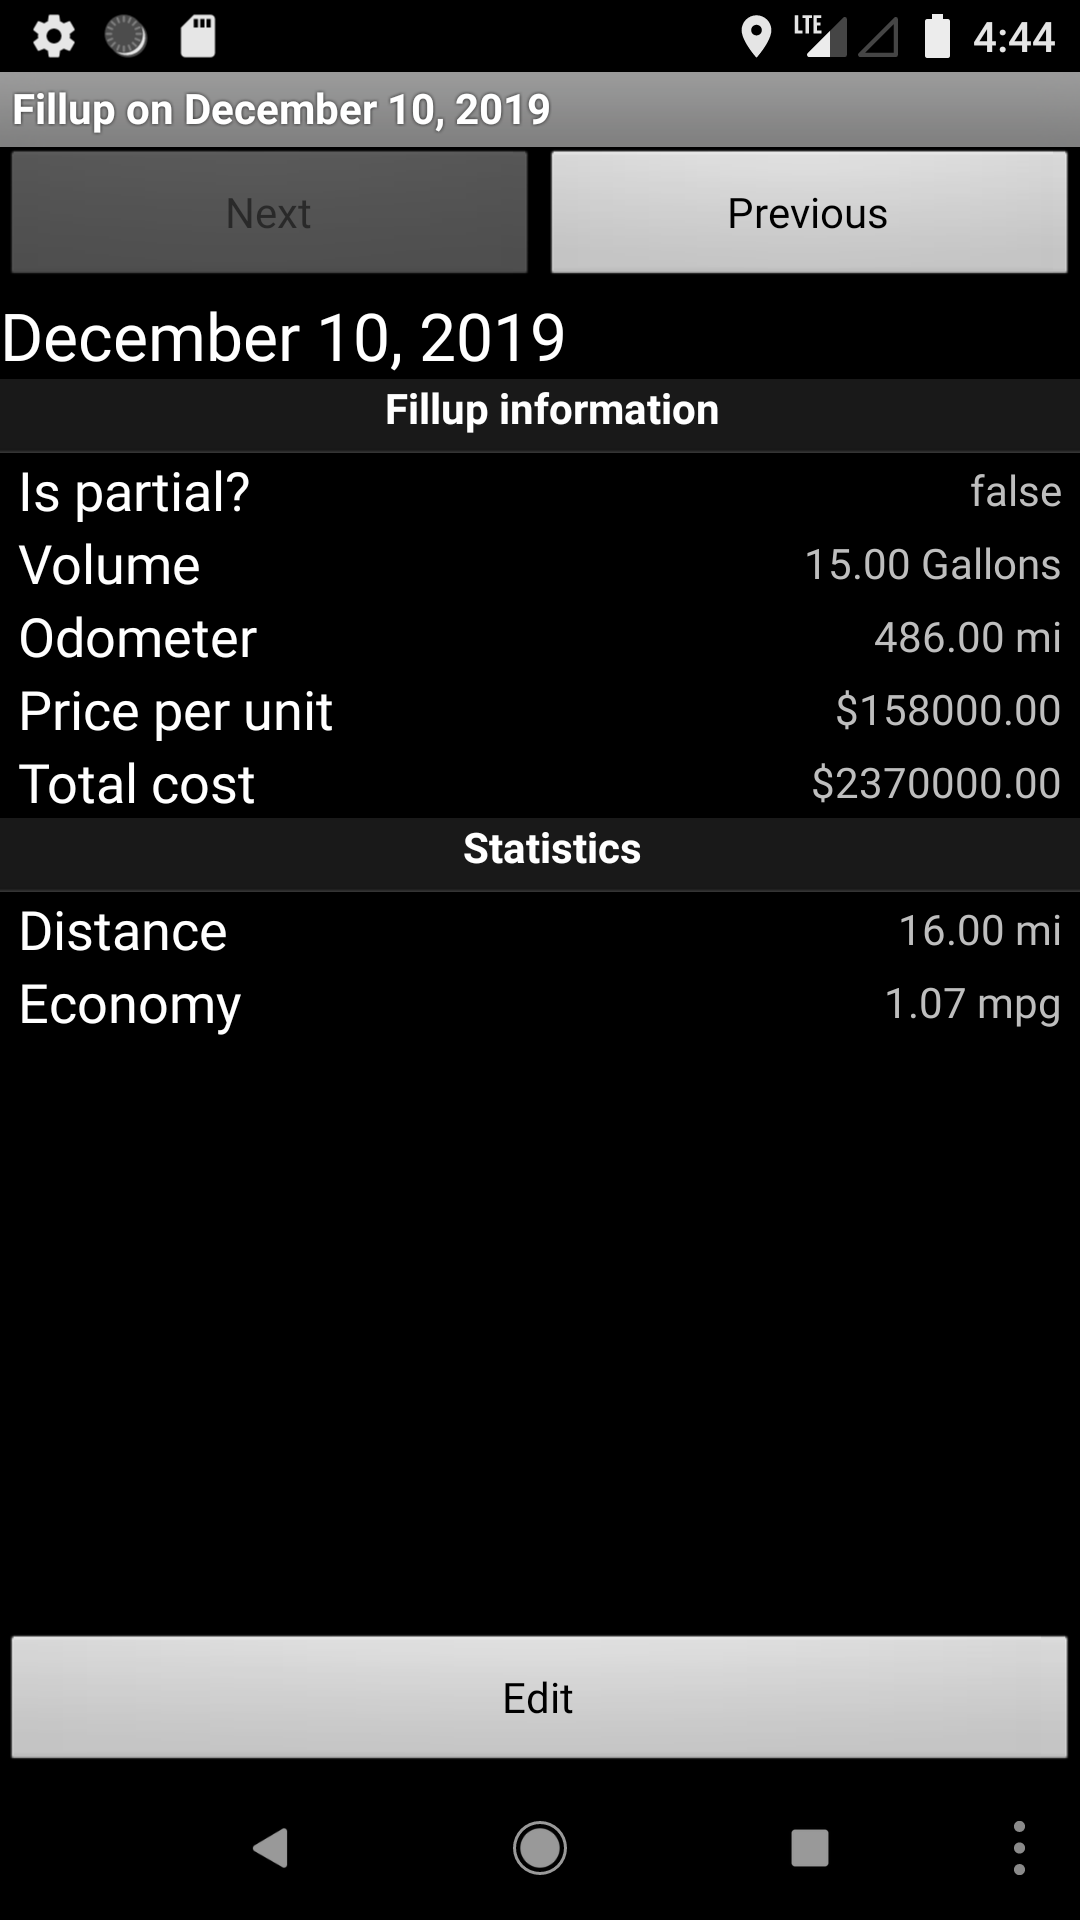 LTE 4:44
Fillup on December 10, 2019
Next Previous
December 10, 2019
Fillup information
Is partial? false
Volume 15.00 Gallons
Odometer 486.00 mi
Price per unit $158000.00
Total cost $2370000.00
Statistics
Distance 16.00 mi
Economy 1.07 mpg
Edit